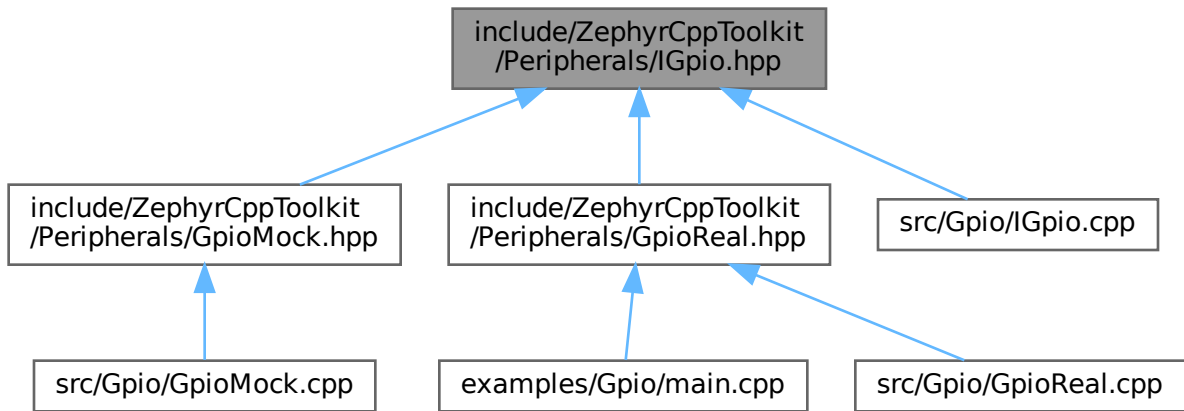 include/ZephyrCppToolkit
/Peripherals/IGpio.hpp
include/ZephyrCppToolkit
/Peripherals/GpioMock.hpp
include/ZephyrCppToolkit
/Peripherals/GpioReal.hpp
src/Gpio/IGpio.cpp
src/Gpio/GpioMock.cpp
examples/Gpio/main.cpp
src/Gpio/GpioReal.cpp